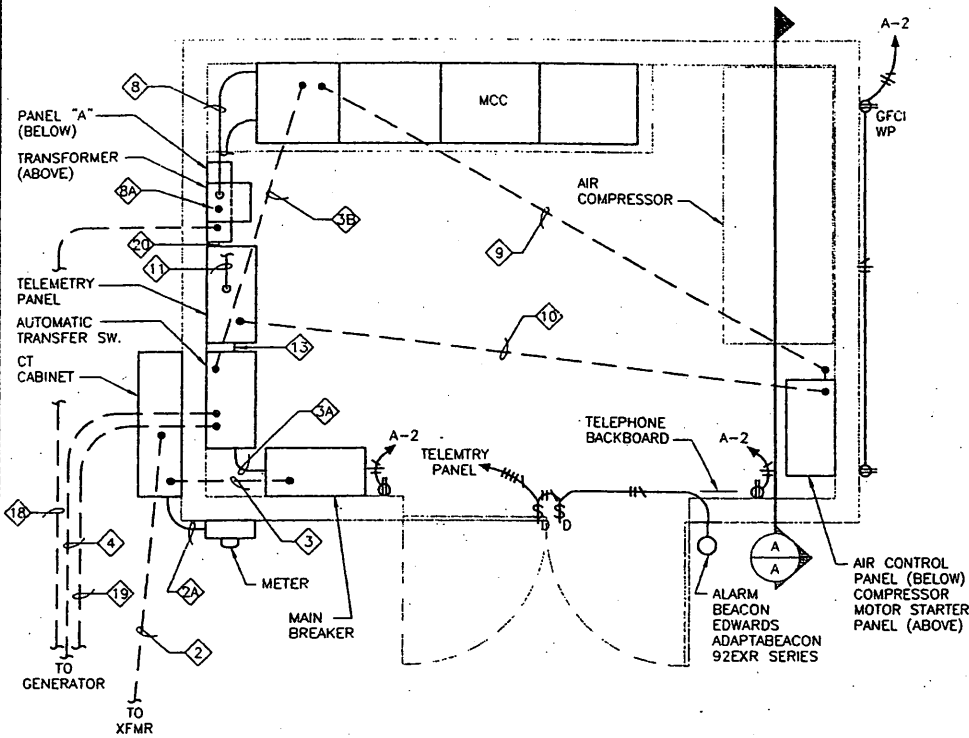 A-2
8
MCC
GFCI
WP
PANEL "A"
(BELOW)
TRANSFORMER
(ABOVE)
8A
3B
AIR
COMPRESSOR
9
20
11
TELEMETRY
PANEL
AUTOMATIC
TRANSFER SW.
10
13
CT
CABINET
3A
A-2
TELEMTRY
PANEL
TELEPHONE
BACKBOARD
A-2
18
4
19
2A
3
METER
MAIN
BREAKER
$
D
$
D
A
A
ALARM
BEACON
EDWARDS
ADAPTABEACON
92EXR SERIES
AIR CONTROL
PANEL (BELOW)
COMPRESSOR
MOTOR STARTER
PANEL (ABOVE)
2
TO
GENERATOR
TO
XFMR